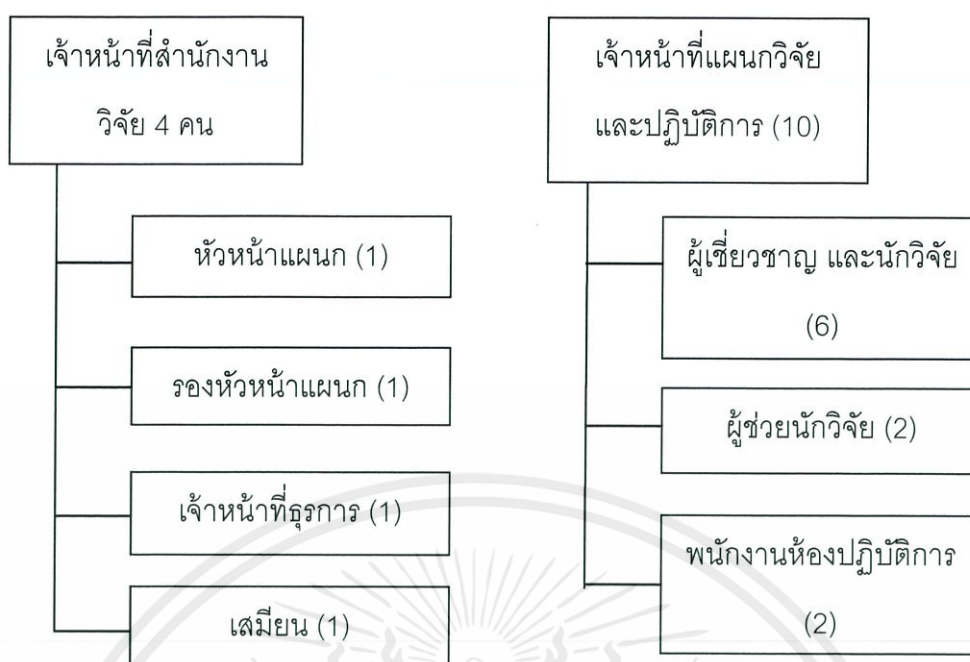 เจ้าหน้าที่สำนักงาน
วิจัย 4 คน
หัวหน้าแผนก (1)
รองหัวหน้าแผนก (1)
เจ้าหน้าที่ธุรการ (1)
เสมียน (1)
เจ้าหน้าที่แผนกวิจัย
และปฏิบัติการ (10)
ผู้เชี่ยวชาญ และนักวิจัย
(6)
ผู้ช่วยนักวิจัย (2)
พนักงานห้องปฏิบัติการ
(2)